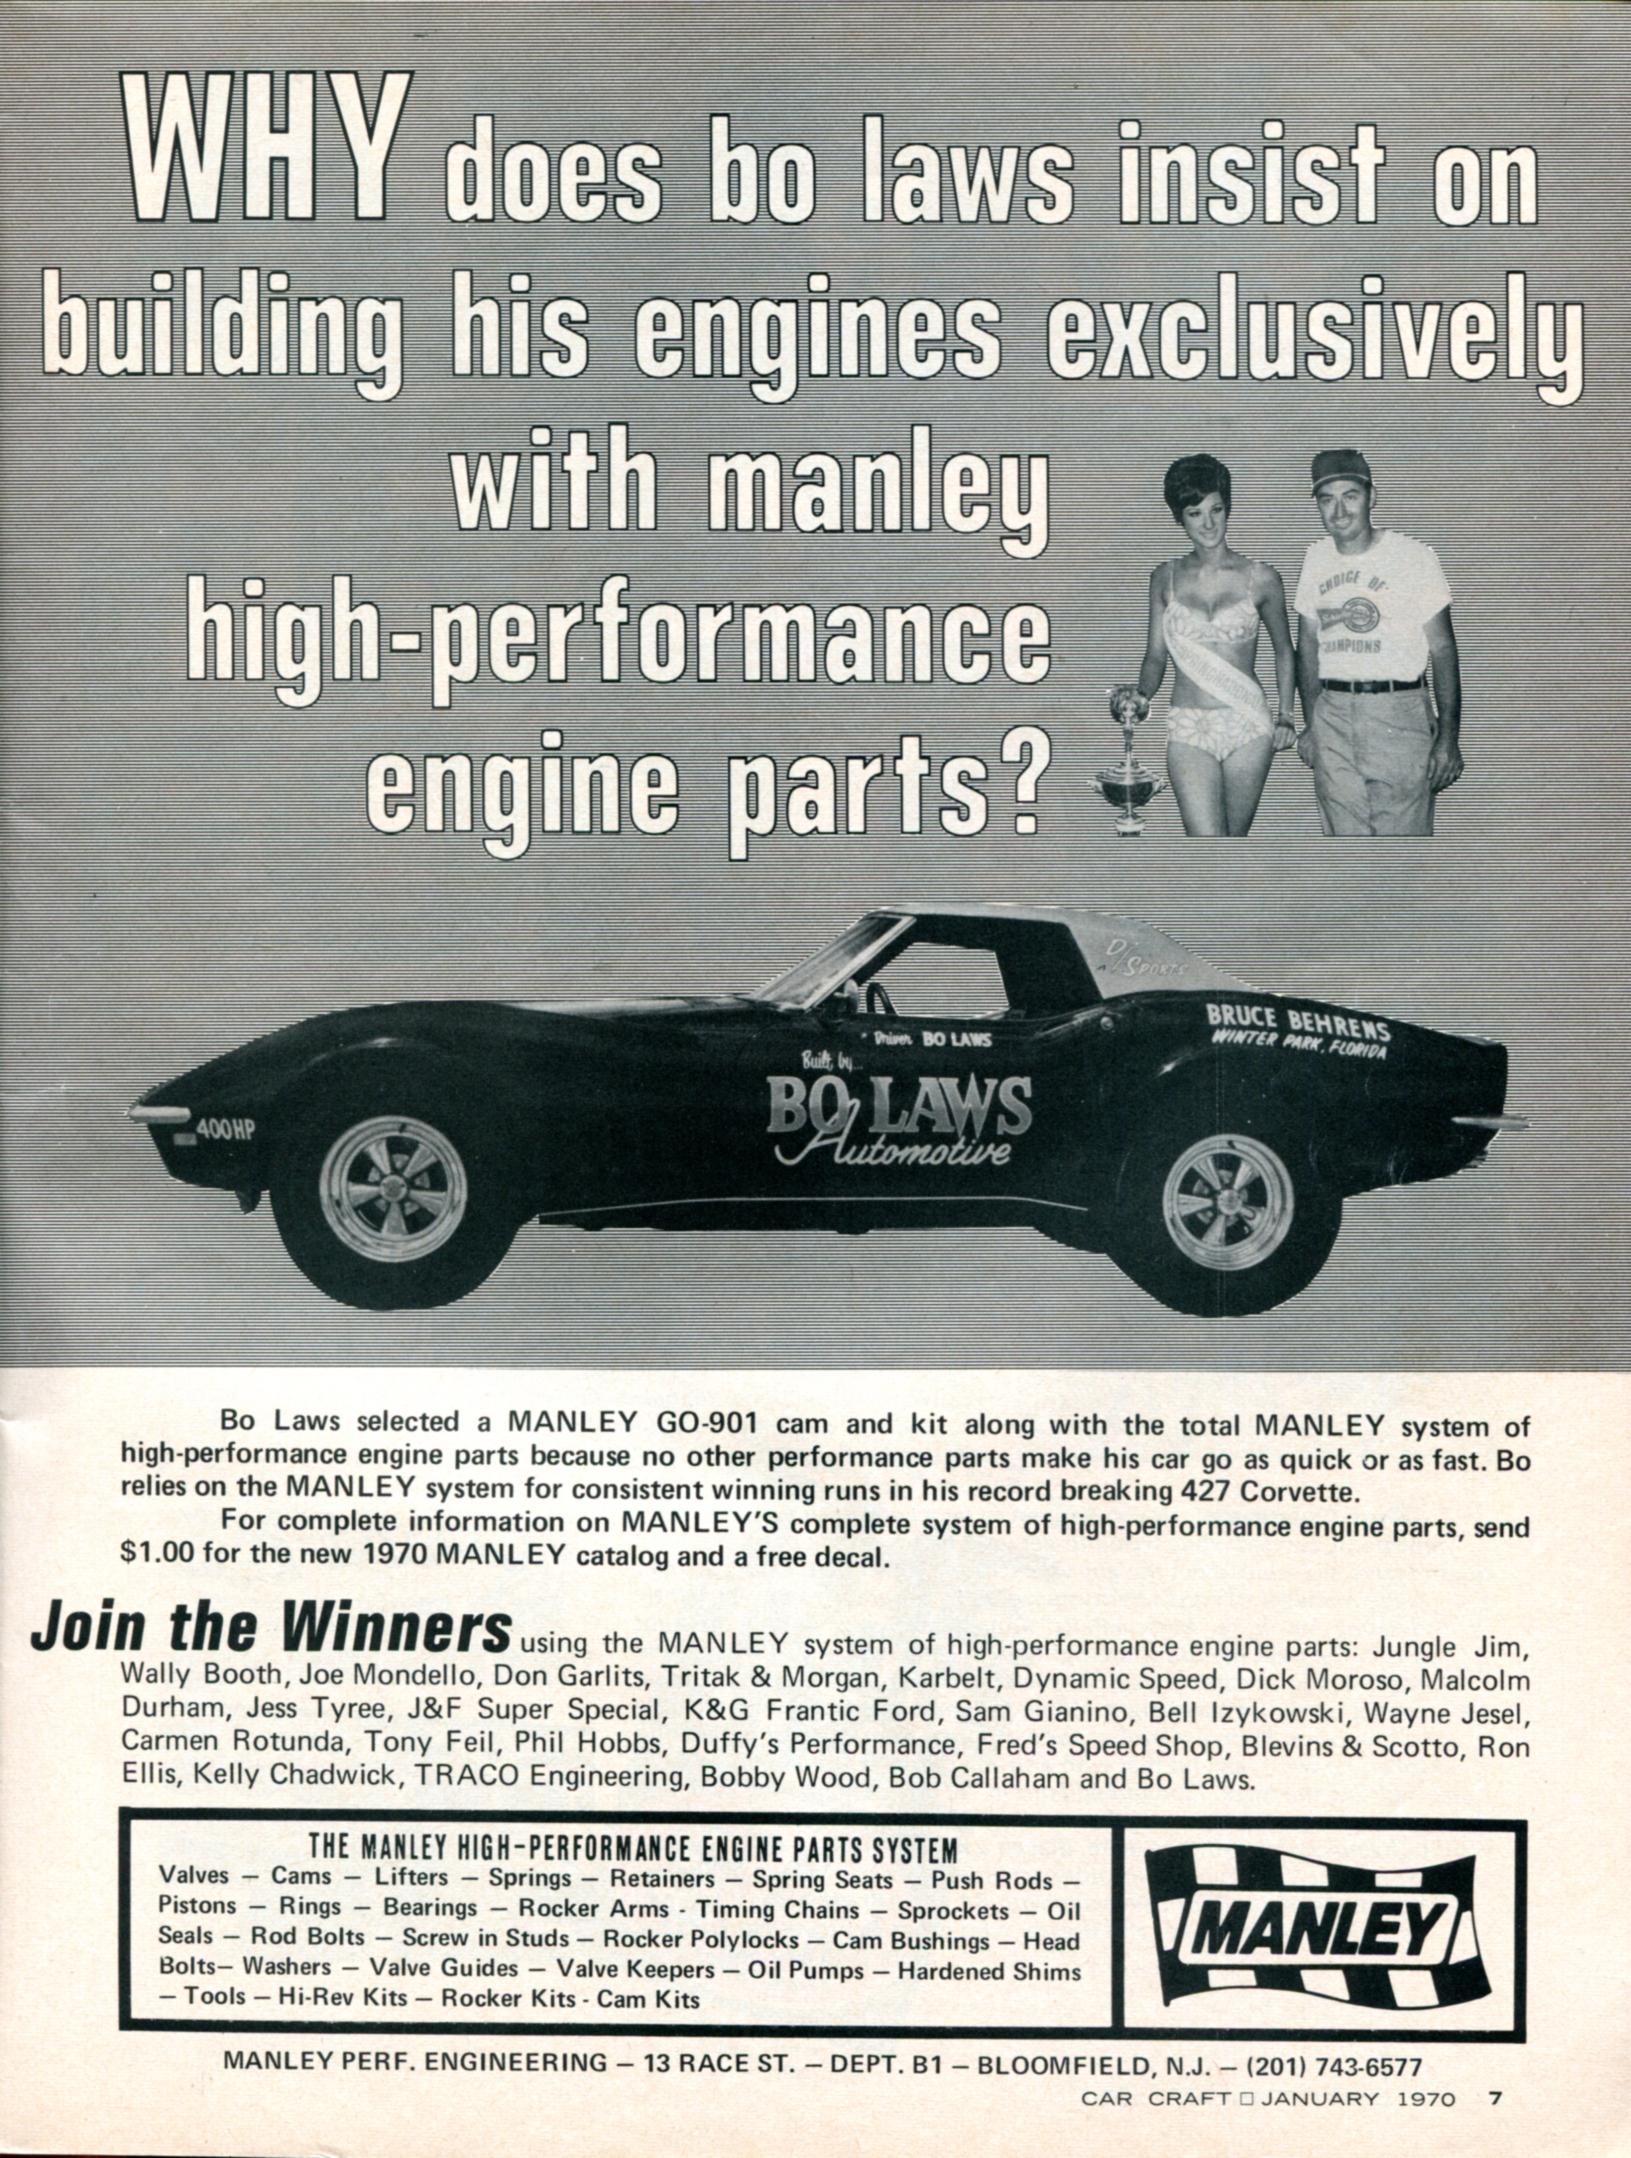 WHY does bo laws insist on
building his engines exclusively
with manley
high-performance
engine parts?
CHOICE OF
CHAMPIONS
D/
SPORTS
BRUCE BEHRENS
WINTER PARK, FLORIDA
Driver BO LAWS
Built by...
BO LAWS
Automotive
400HP
Bo Laws selected a MANLEY GO-901 cam and kit along with the total MANLEY system of
high-performance engine parts because no other performance parts make his car go as quick or as fast. Bo
relies on the MANLEY system for consistent winning runs in his record breaking 427 Corvette.
For complete information on MANLEY'S complete system of high-performance engine parts, send
$1.00 for the new 1970 MANLEY catalog and a free decal.
Join the Winners using the MANLEY system of high-performance engine parts: Jungle Jim,
Wally Booth, Joe Mondello, Don Garlits, Tritak & Morgan, Karbelt, Dynamic Speed, Dick Moroso, Malcolm
Durham, Jess Tyree, J&F Super Special, K&G Frantic Ford, Sam Gianino, Bell Izykowski, Wayne Jesel,
Carmen Rotunda, Tony Feil, Phil Hobbs, Duffy's Performance, Fred's Speed Shop, Blevins & Scotto, Ron
Ellis, Kelly Chadwick, TRACO Engineering, Bobby Wood, Bob Callaham and Bo Laws.
THE MANLEY HIGH-PERFORMANCE ENGINE PARTS SYSTEM
Valves — Cams — Lifters — Springs — Retainers — Spring Seats — Push Rods —
Pistons — Rings — Bearings — Rocker Arms - Timing Chains — Sprockets — Oil
Seals — Rod Bolts — Screw in Studs — Rocker Polylocks — Cam Bushings — Head
Bolts— Washers — Valve Guides — Valve Keepers — Oil Pumps — Hardened Shims
— Tools — Hi-Rev Kits — Rocker Kits - Cam Kits
MANLEY
MANLEY PERF. ENGINEERING — 13 RACE ST. — DEPT. B1 — BLOOMFIELD, N.J. — (201) 743-6577
CAR CRAFT □ JANUARY 1970 7